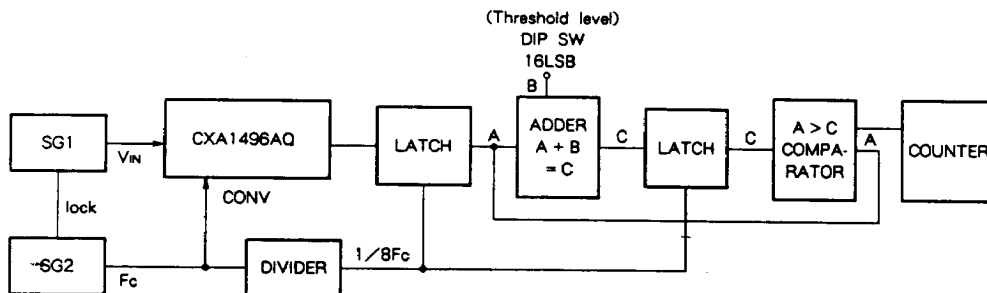 (Threshold level)
DIP SW
16LSB
B
SG1
VIN
CXA1496AQ
LATCH
A
ADDER
A + B
= C
C
LATCH
C
A > C
COMPA-
RATOR
A
COUNTER
lock
CONV
SG2
Fc
DIVIDER
1/8Fc